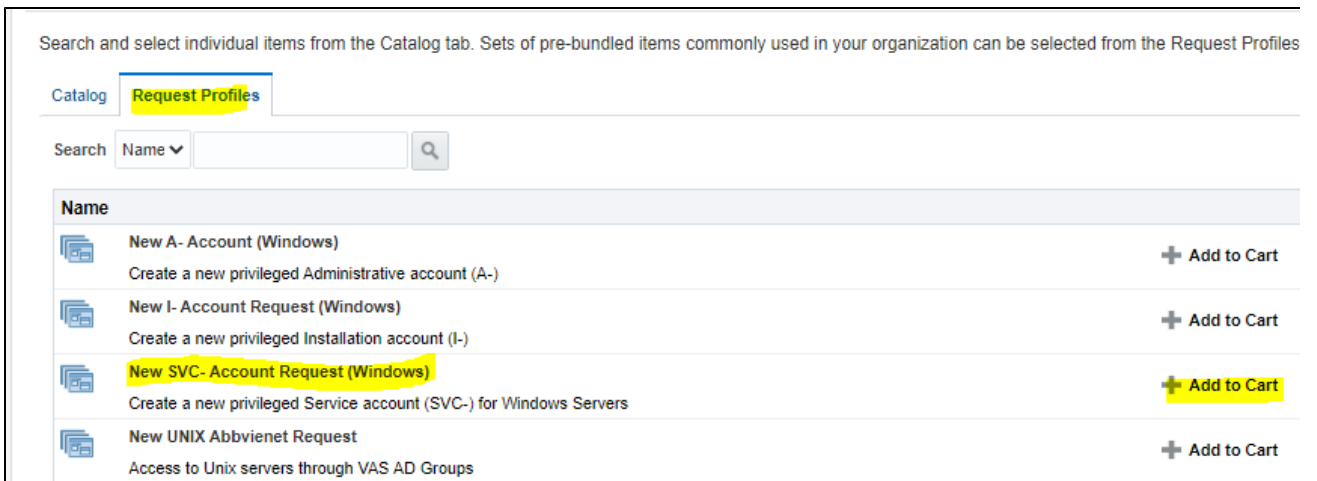 Search and select individual items from the Catalog tab. Sets of pre-bundled items commonly used in your organization can be selected from the Request Profiles
Catalog Request Profiles
Search Name
Name
New A- Account (Windows)
Create a new privileged Administrative account (A-)
Add to Cart
New I- Account Request (Windows)
Create a new privileged Installation account (I-)
Add to Cart
New SVC- Account Request (Windows)
Create a new privileged Service account (SVC-) for Windows Servers
Add to Cart
New UNIX Abbvienet Request
Access to Unix servers through VAS AD Groups
Add to Cart